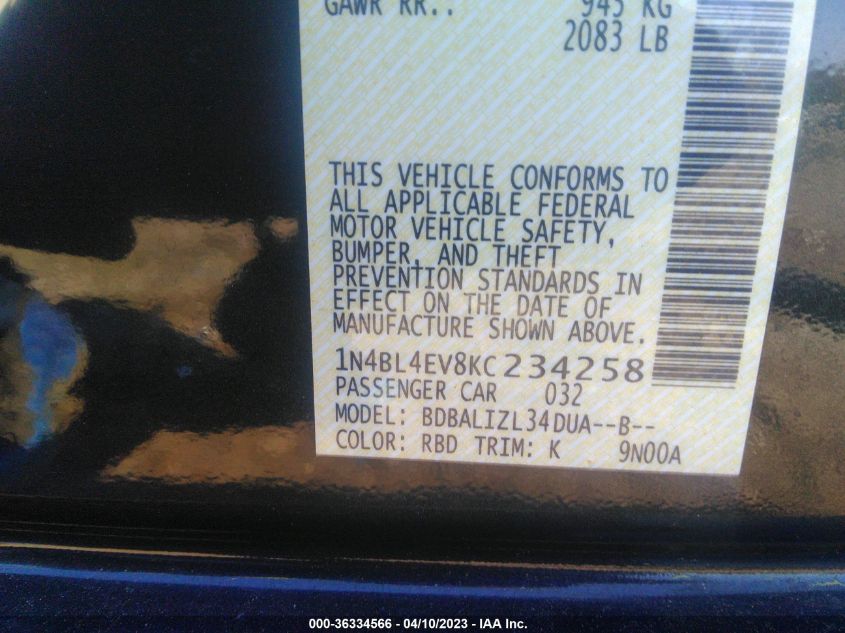 GAWR RR.. 945 KG
2083 LB
THIS VEHICLE CONFORMS TO
ALL APPLICABLE FEDERAL
MOTOR VEHICLE SAFETY,
BUMPER, AND THEFT
PREVENTION STANDARDS IN
EFFECT ON THE DATE OF
MANUFACTURE SHOWN ABOVE.
1N4BL4EV8KC234258
PASSENGER CAR 032
MODEL: BDBALIZL34DUA--B--
COLOR: RBD TRIM: K 9N00A
000-36334566 - 04/10/2023 - IAA Inc.